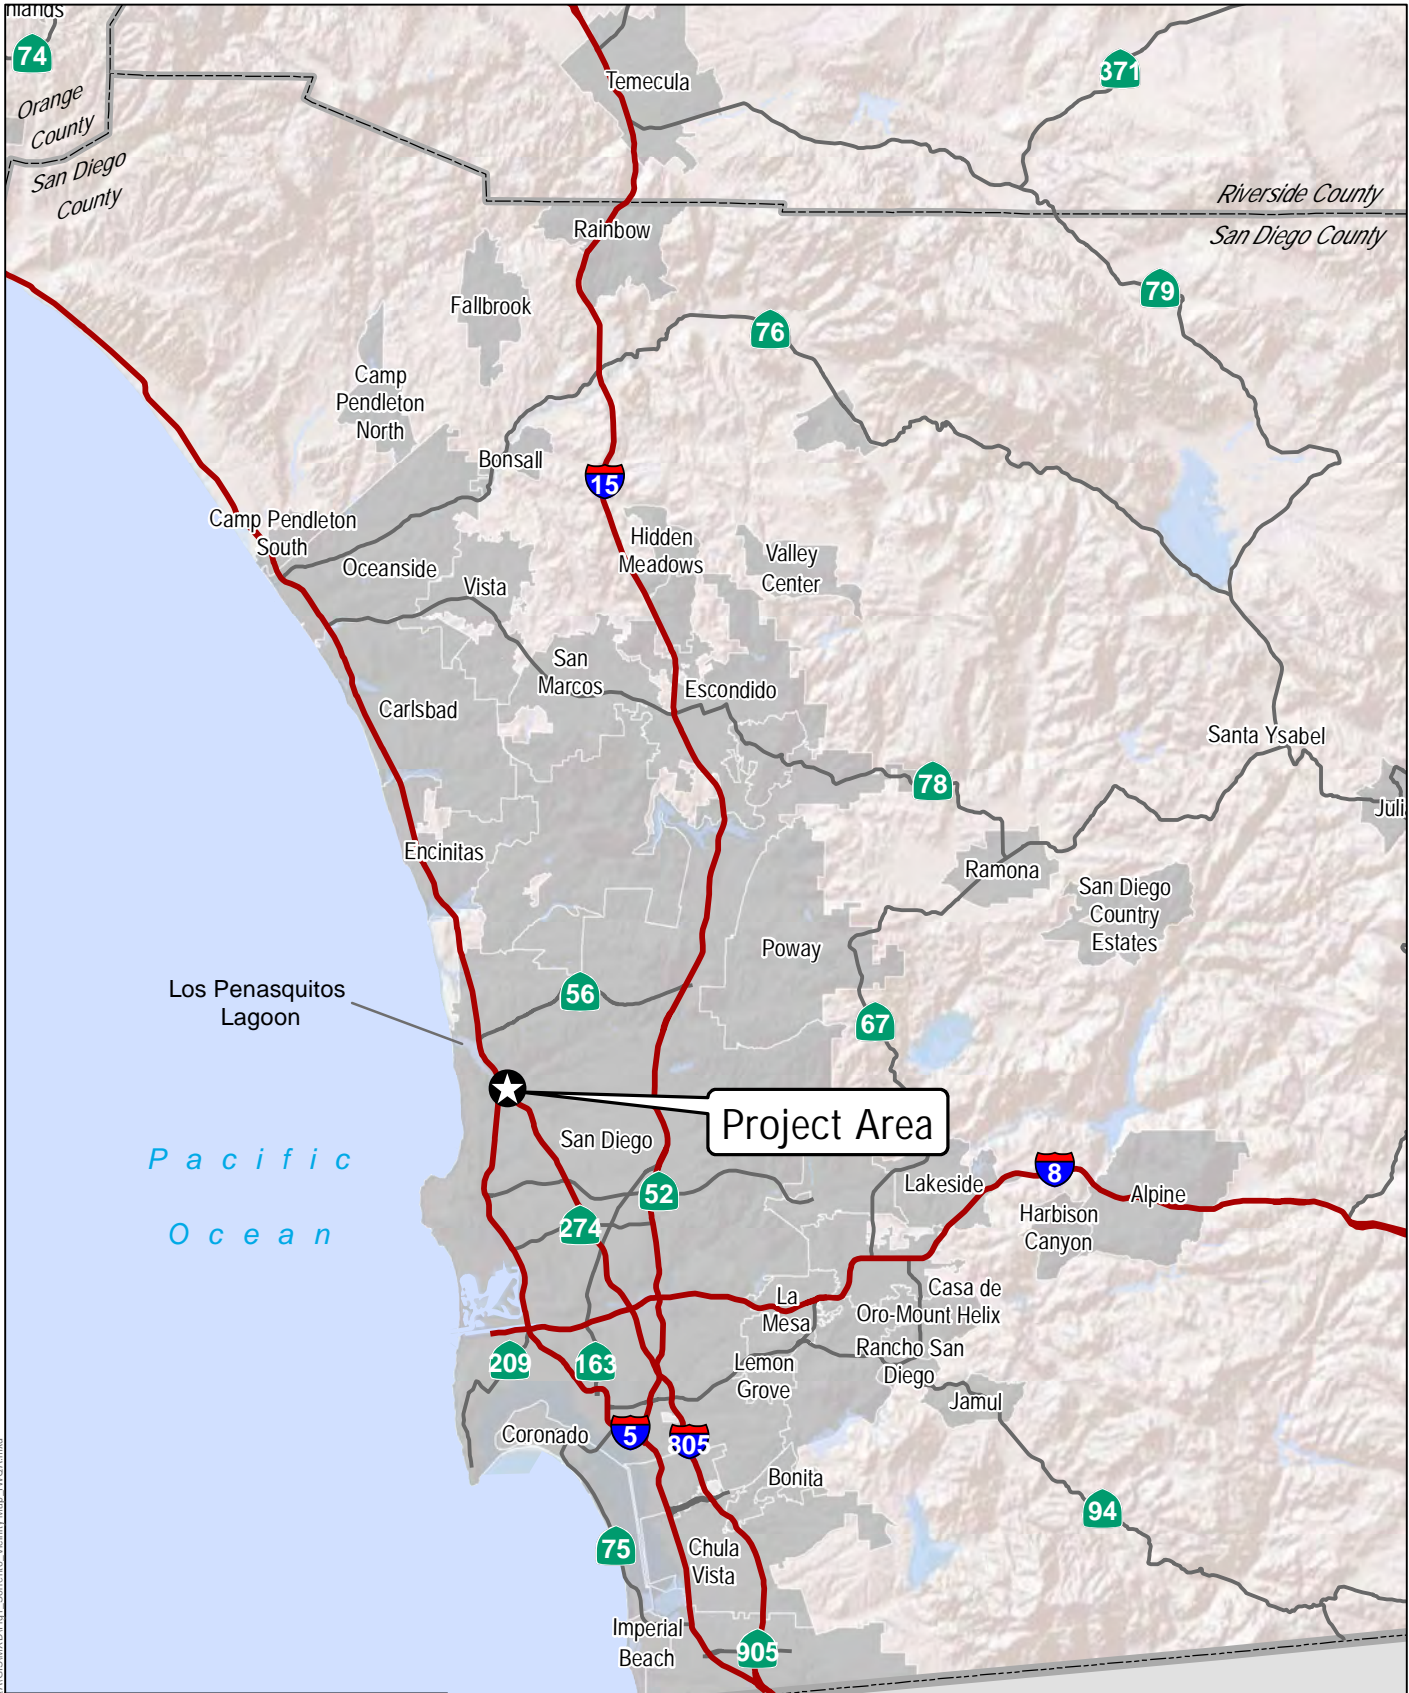 74
Orange
County
San Diego
County
Temecula
371
Riverside County
San Diego County
Rainbow
79
Fallbrook
76
Camp
Pendleton
North
Bonsall
15
Camp Pendleton
South
Oceanside
Vista
Hidden
Meadows
Valley
Center
San
Marcos
Escondido
Carlsbad
Santa Ysabel
78
Encinitas
Ramona
San Diego
Country
Estates
Poway
Los Penasquitos
Lagoon
56
67
Project Area
San Diego
Pacific
Ocean
52
274
Lakeside
8
Alpine
Harbison
Canyon
La
Mesa
Casa de
Oro-Mount Helix
Rancho San
Diego
209
163
Lemon
Grove
Jamul
Coronado
5
805
Bonita
94
75
Chula
Vista
Imperial
Beach
905